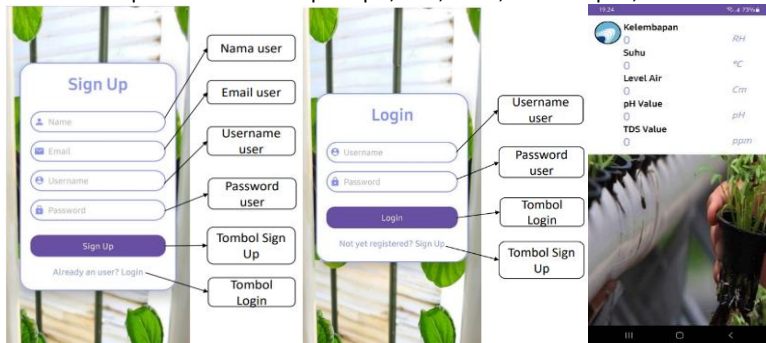 Sign Up
Name
Email
Username
Password
Sign Up
Already an user? Login
Nama user
Email user
Username
user
Password
user
Tombol Sign
Up
Tombol
Login
Login
Username
Password
Login
Not yet registered? Sign Up
Username
user
Password
user
Tombol
Login
Tombol Sign
Up
19.24
73%
Kelembapan
0
RH
Suhu
0
°C
Level Air
0
Cm
pH Value
0
pH
TDS Value
0
ppm